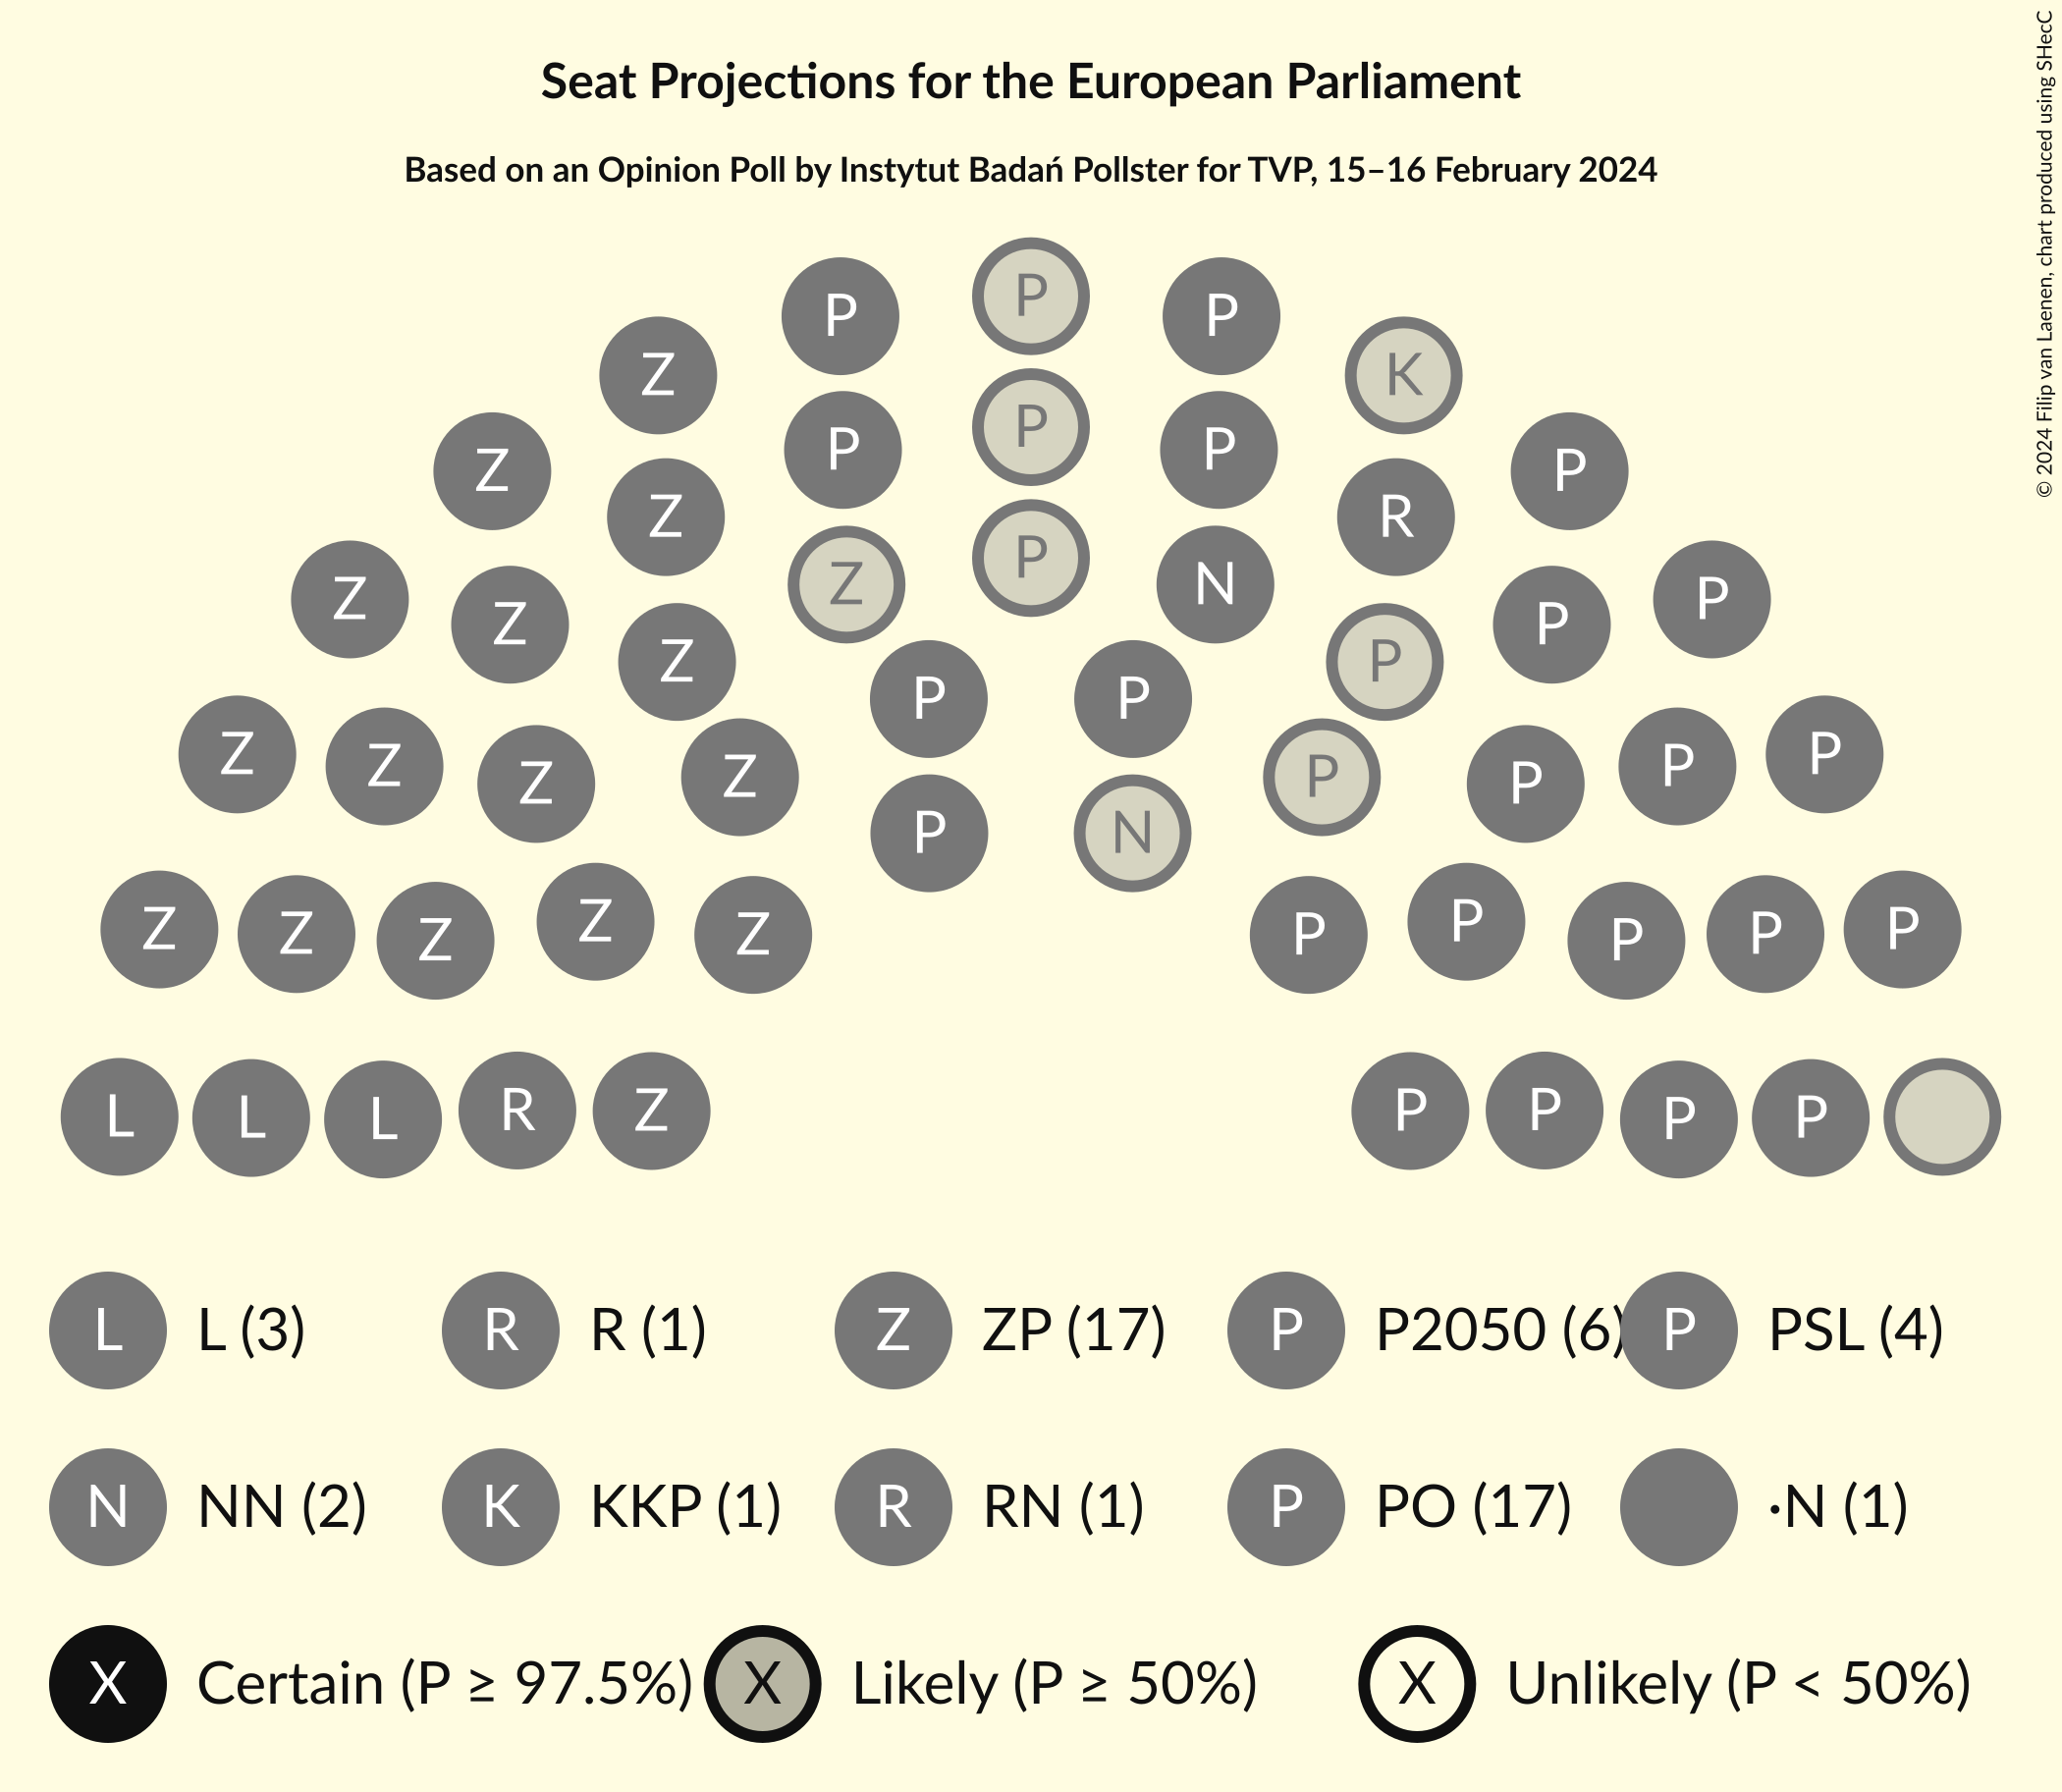 Seat Projections for the European Parliament
Based on an Opinion Poll by Instytut Badań Pollster for TVP, 15–16 February 2024
© 2024 Filip van Laenen, chart produced using SHecC
P P P
Z K
P P P
Z P
Z R
P
Z N
Z P
Z P
Z P
P P
Z P
Z Z Z Z P P P P
P N
Z Z Z Z Z P P P P P
L L L R Z P P P P
L L (3) R R (1) Z ZP (17) P P2050 (6) P PSL (4)
N NN (2) K KKP (1) R RN (1) P PO (17) ·N (1)
X Certain (P ≥ 97.5%) X Likely (P ≥ 50%) X Unlikely (P < 50%)